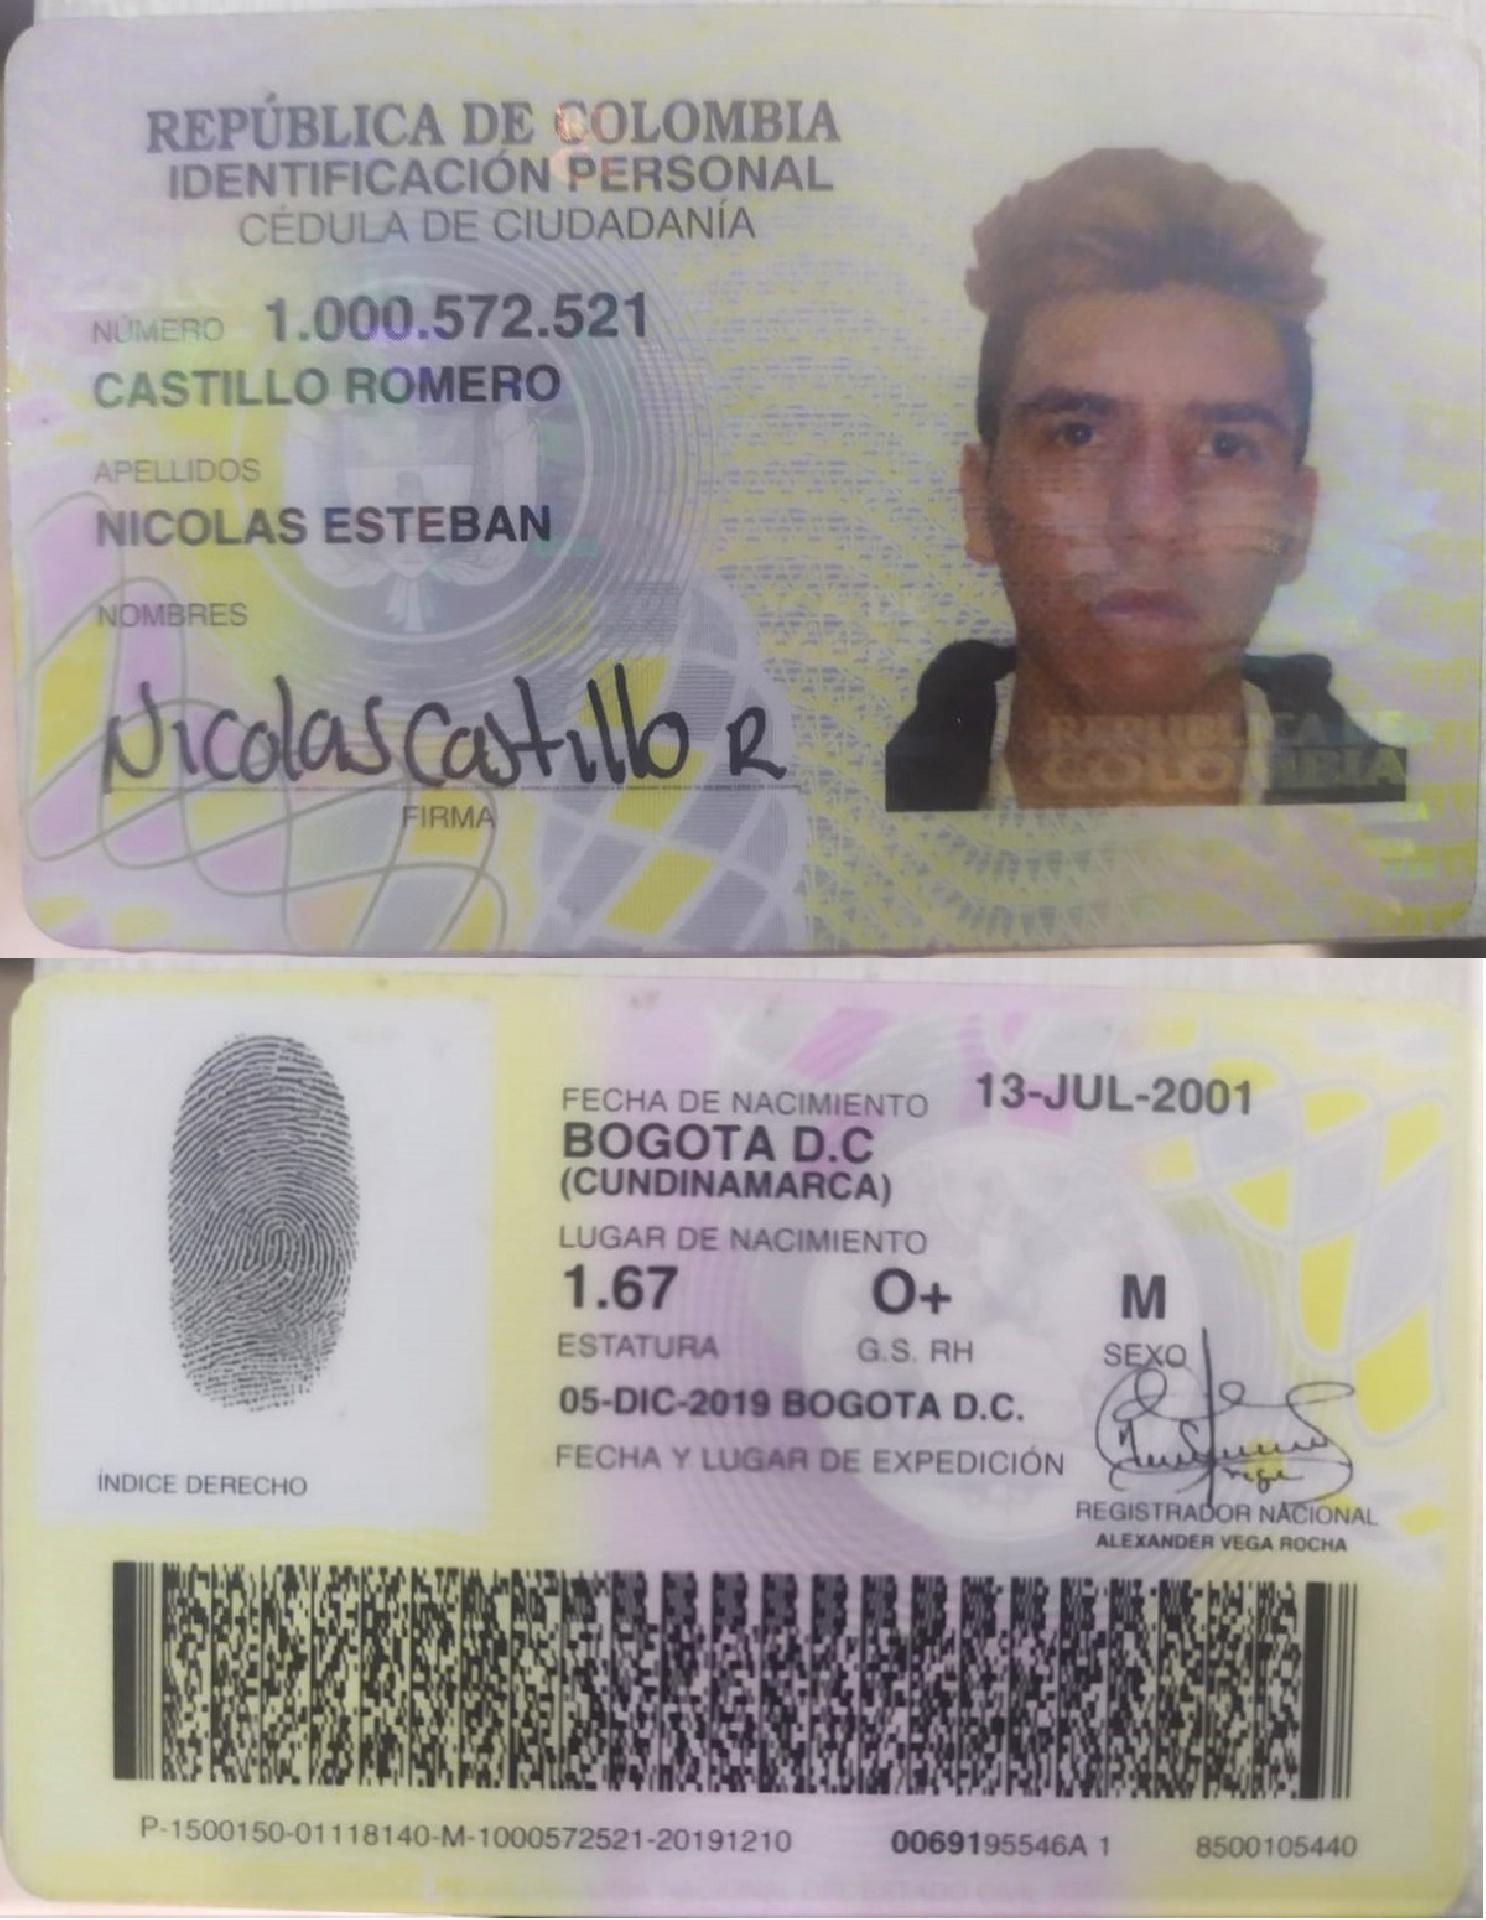 REPÚBLICA DE COLOMBIA
IDENTIFICACIÓN PERSONAL
CÉDULA DE CIUDADANÍA
NÚMERO 1.000.572.521
CASTILLO ROMERO
APELLIDOS
NICOLAS ESTEBAN
NOMBRES
Nicolas Castillo R
FIRMA
REPUBLICA DE
COLOMBIA
FECHA DE NACIMIENTO 13-JUL-2001
BOGOTA D.C
(CUNDINAMARCA)
LUGAR DE NACIMIENTO
1.67 O+ M
ESTATURA G.S. RH SEXO
05-DIC-2019 BOGOTA D.C.
FECHA Y LUGAR DE EXPEDICIÓN
ÍNDICE DERECHO
REGISTRADOR NACIONAL
ALEXANDER VEGA ROCHA
P-1500150-01118140-M-1000572521-20191210 0069195546A 1 8500105440